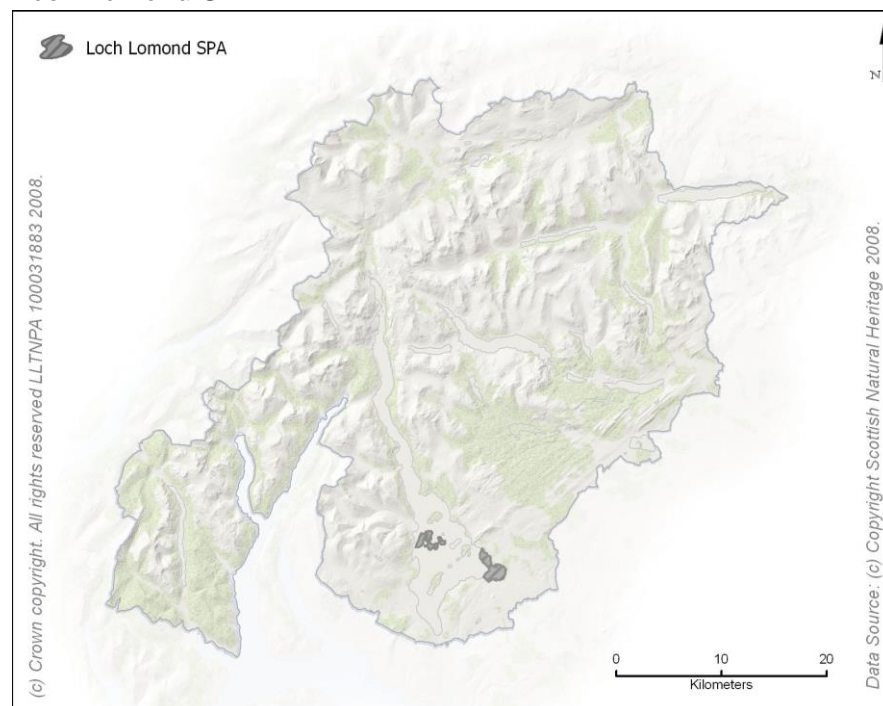 Loch Lomond SPA
N
(c) Crown copyright. All rights reserved LLTNPA 100031883 2008.
Data Source: (c) Copyright Scottish Natural Heritage 2008.
0 10 20
Kilometers